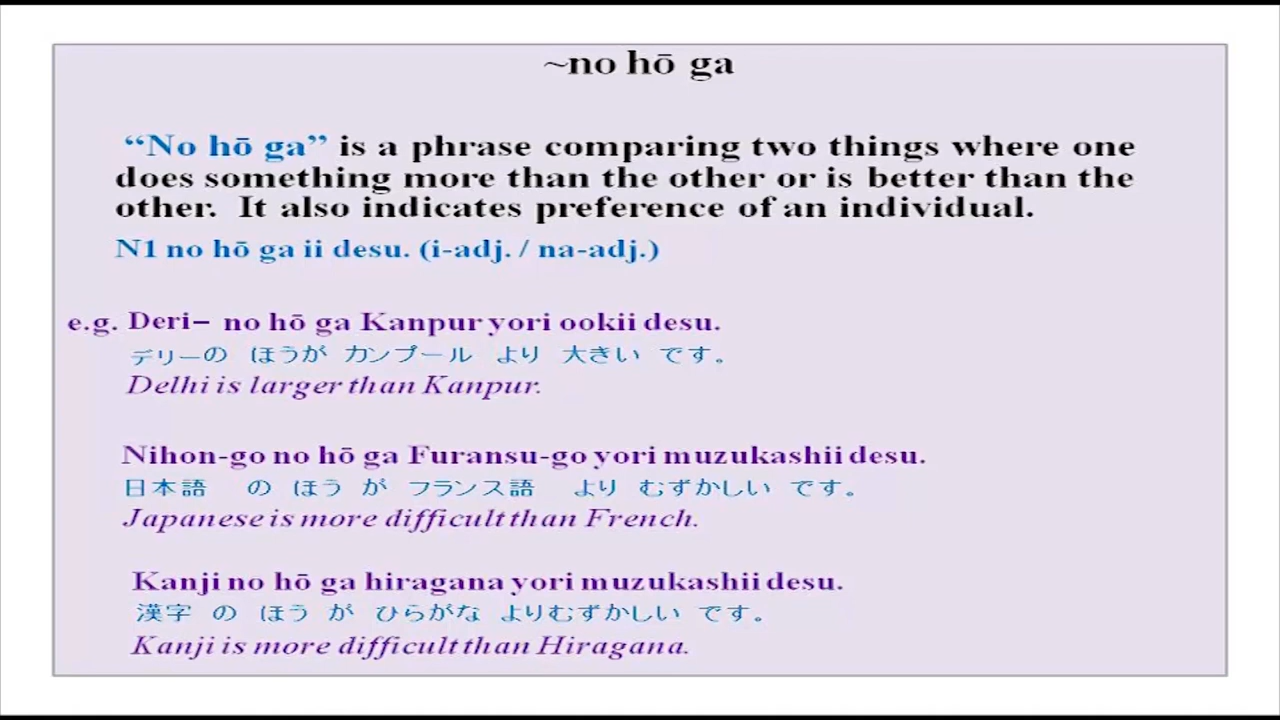 ~no hō ga
“No hō ga” is a phrase comparing two things where one
does something more than the other or is better than the
other. It also indicates preference of an individual.
N1 no hō ga ii desu. (i-adj. / na-adj.)
e.g. Deri– no hō ga Kanpur yori ookii desu.
デリーの ほうが カンプール より 大きい です。
Delhi is larger than Kanpur.
Nihon-go no hō ga Furansu-go yori muzukashii desu.
日本語 の ほう が フランス語 より むずかしい です。
Japanese is more difficult than French.
Kanji no hō ga hiragana yori muzukashii desu.
漢字 の ほう が ひらがな よりむずかしい です。
Kanji is more difficult than Hiragana.